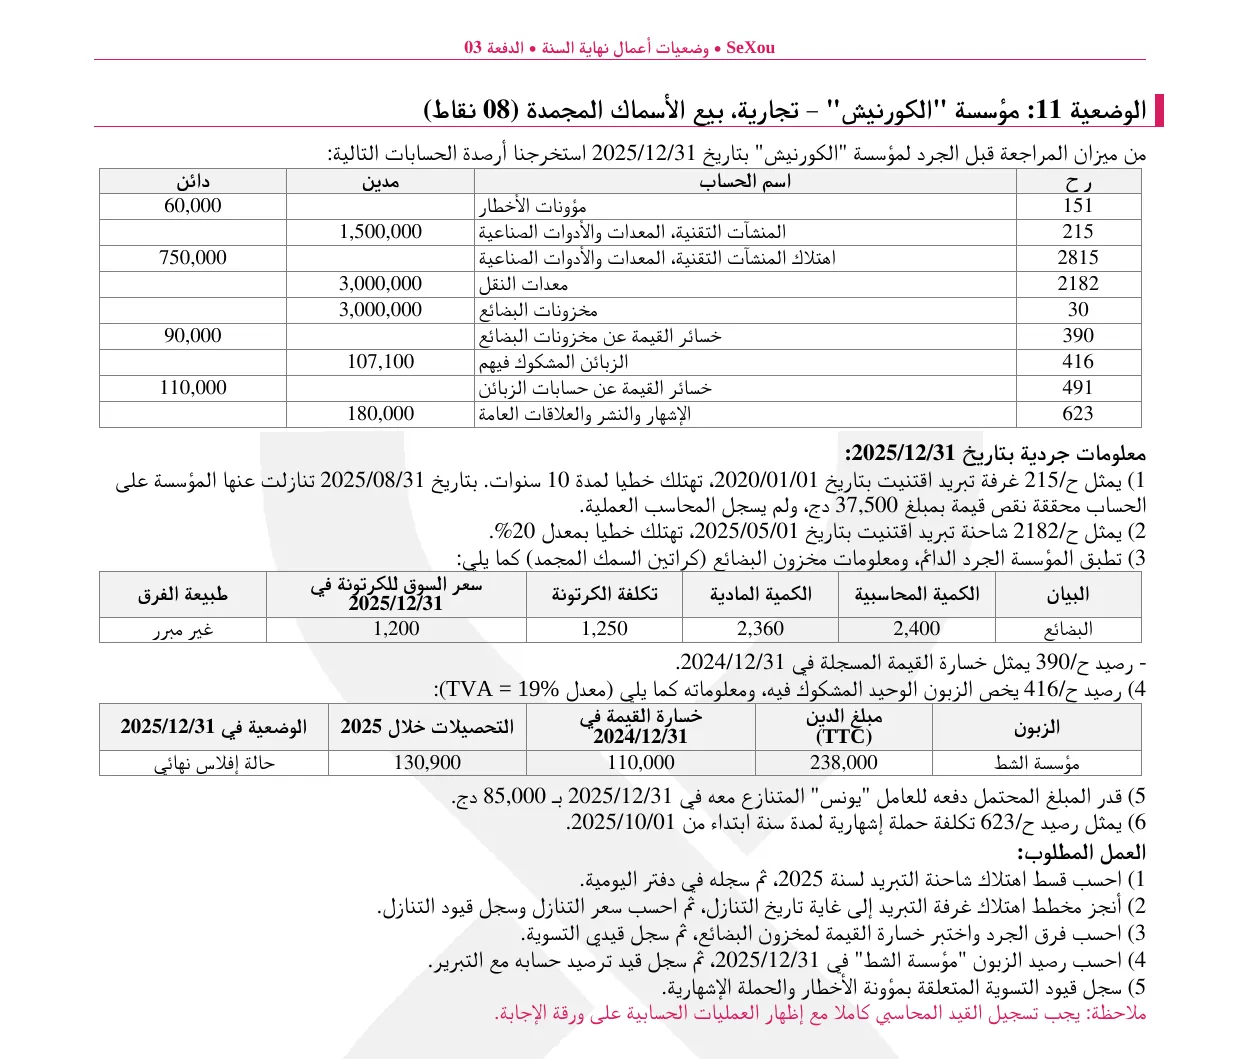 SeXou • وضعيات أعمال نهاية السنة • الدفعة 03
الوضعية 11: مؤسسة "الكورنيش" – تجارية، بيع الأسماك المجمدة (08 نقاط)
من ميزان المراجعة قبل الجرد لمؤسسة "الكورنيش" بتاريخ 2025/12/31 استخرجنا أرصدة الحسابات التالية:
ر ح | اسم الحساب | مدين | دائن
151 | مؤونات الأخطار | | 60,000
215 | المنشآت التقنية، المعدات والأدوات الصناعية | 1,500,000 |
2815 | اهتلاك المنشآت التقنية، المعدات والأدوات الصناعية | | 750,000
2182 | معدات النقل | 3,000,000 |
30 | مخزونات البضائع | 3,000,000 |
390 | خسائر القيمة عن مخزونات البضائع | | 90,000
416 | الزبائن المشكوك فيهم | 107,100 |
491 | خسائر القيمة عن حسابات الزبائن | | 110,000
623 | الإشهار والنشر والعلاقات العامة | 180,000 |
معلومات جردية بتاريخ 2025/12/31:
1) يمثل ح/215 غرفة تبريد اقتنيت بتاريخ 2020/01/01، تهتلك خطيا لمدة 10 سنوات. بتاريخ 2025/08/31 تنازلت عنها المؤسسة على
الحساب محققة نقص قيمة بمبلغ 37,500 دج، ولم يسجل المحاسب العملية.
2) يمثل ح/2182 شاحنة تبريد اقتنيت بتاريخ 2025/05/01، تهتلك خطيا بمعدل 20%.
3) تطبق المؤسسة الجرد الدائم، ومعلومات مخزون البضائع (كراتين السمك المجمد) كما يلي:
البيان | الكمية المحاسبية | الكمية المادية | تكلفة الكرتونة | سعر السوق للكرتونة في 2025/12/31 | طبيعة الفرق
البضائع | 2,400 | 2,360 | 1,250 | 1,200 | غير مبرر
- رصيد ح/390 يمثل خسارة القيمة المسجلة في 2024/12/31.
4) رصيد ح/416 يخص الزبون الوحيد المشكوك فيه، ومعلوماته كما يلي (معدل TVA = 19%):
الزبون | مبلغ الدين (TTC) | خسارة القيمة في 2024/12/31 | التحصيلات خلال 2025 | الوضعية في 2025/12/31
مؤسسة الشط | 238,000 | 110,000 | 130,900 | حالة إفلاس نهائي
5) قدر المبلغ المحتمل دفعه للعامل "يونس" المتنازع معه في 2025/12/31 بـ 85,000 دج.
6) يمثل رصيد ح/623 تكلفة حملة إشهارية لمدة سنة ابتداء من 2025/10/01.
العمل المطلوب:
1) احسب قسط اهتلاك شاحنة التبريد لسنة 2025، ثم سجله في دفتر اليومية.
2) أنجز مخطط اهتلاك غرفة التبريد إلى غاية تاريخ التنازل، ثم احسب سعر التنازل وسجل قيود التنازل.
3) احسب فرق الجرد واختبر خسارة القيمة لمخزون البضائع، ثم سجل قيدي التسوية.
4) احسب رصيد الزبون "مؤسسة الشط" في 2025/12/31، ثم سجل قيد ترصيد حسابه مع التبرير.
5) سجل قيود التسوية المتعلقة بمؤونة الأخطار والحملة الإشهارية.
ملاحظة: يجب تسجيل القيد المحاسبي كاملا مع إظهار العمليات الحسابية على ورقة الإجابة.